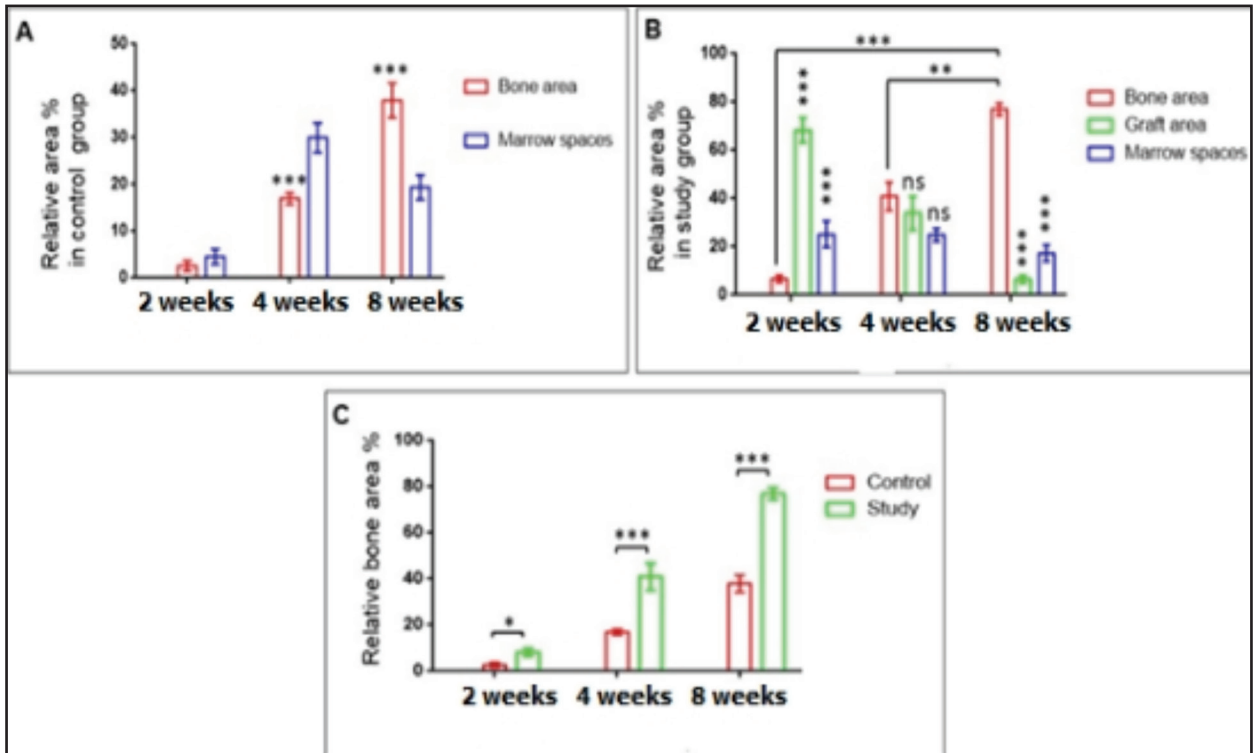 A
Relative area %
in control group
50
40
30
20
10
0
***
***
Bone area
Marrow spaces
2 weeks 4 weeks 8 weeks
B
Relative area %
in study group
100
80
60
40
20
0
***
**
***
***
ns
ns
***
***
Bone area
Graft area
Marrow spaces
2 weeks 4 weeks 8 weeks
C
Relative bone area %
100
80
60
40
20
0
*
***
***
Control
Study
2 weeks 4 weeks 8 weeks